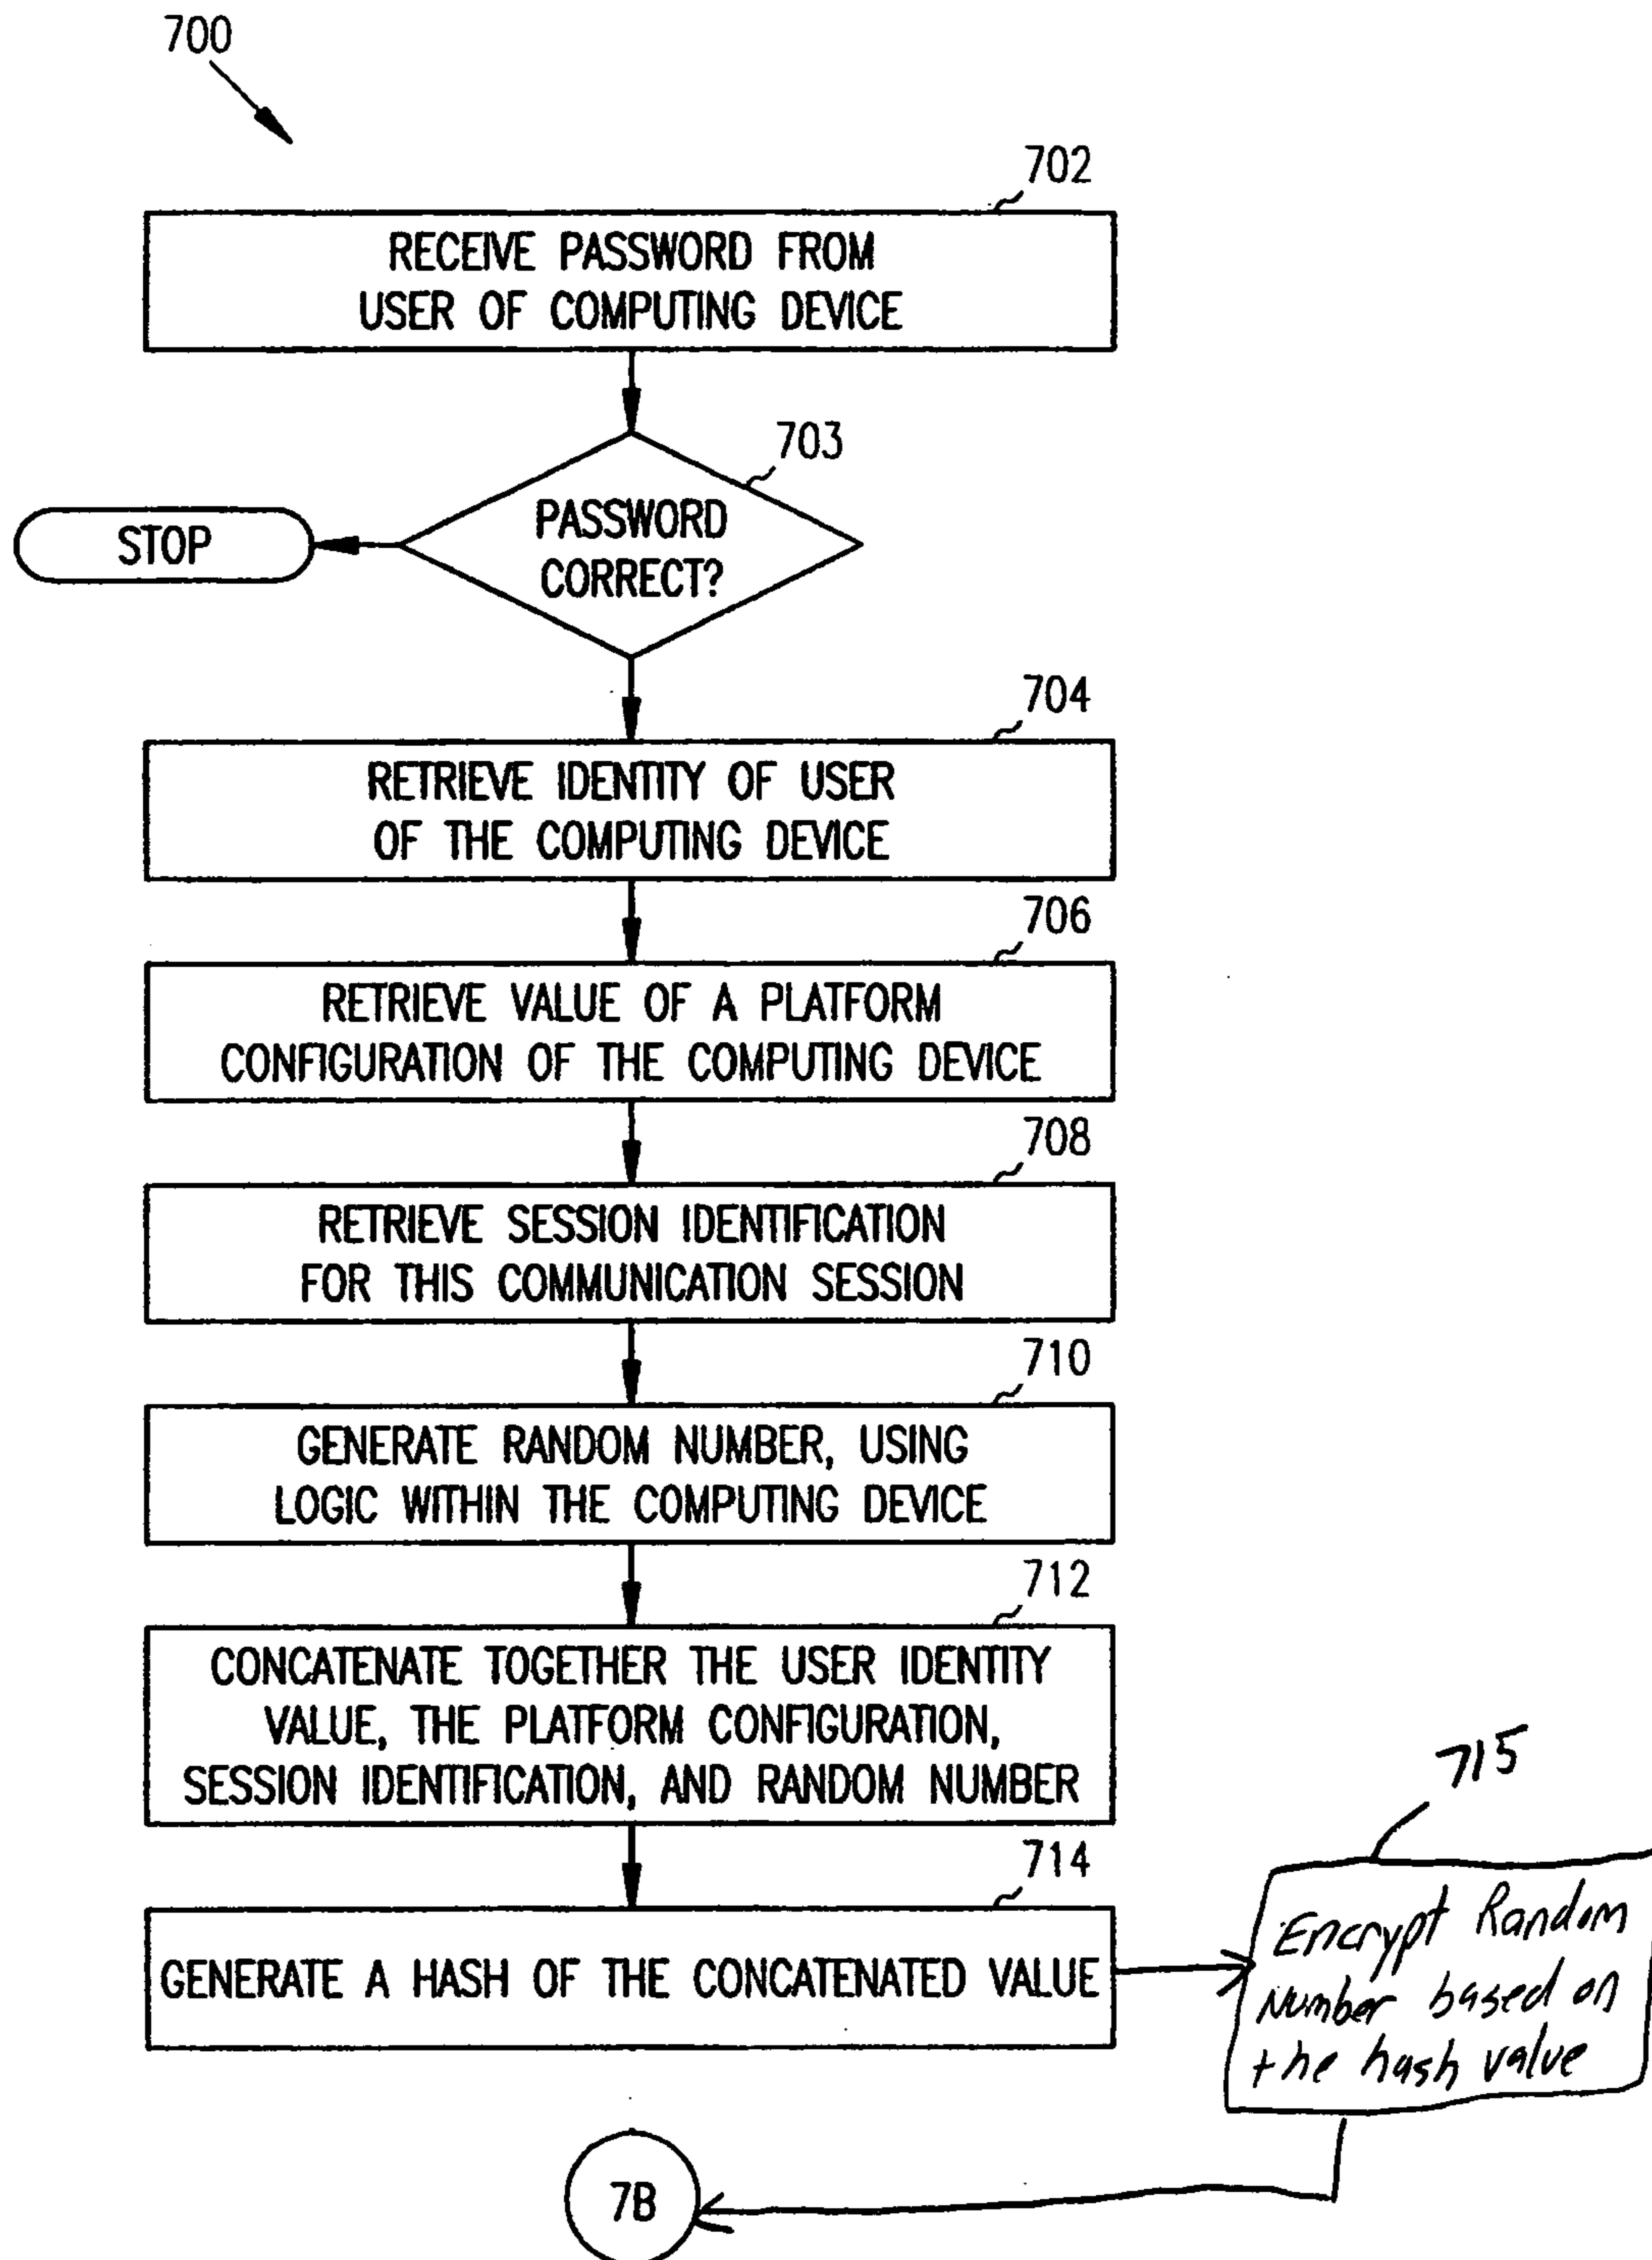 700
702
RECEIVE PASSWORD FROM
USER OF COMPUTING DEVICE
703
PASSWORD
CORRECT?
STOP
704
RETRIEVE IDENTITY OF USER
OF THE COMPUTING DEVICE
706
RETRIEVE VALUE OF A PLATFORM
CONFIGURATION OF THE COMPUTING DEVICE
708
RETRIEVE SESSION IDENTIFICATION
FOR THIS COMMUNICATION SESSION
710
GENERATE RANDOM NUMBER, USING
LOGIC WITHIN THE COMPUTING DEVICE
712
CONCATENATE TOGETHER THE USER IDENTITY
VALUE, THE PLATFORM CONFIGURATION,
SESSION IDENTIFICATION, AND RANDOM NUMBER
714
GENERATE A HASH OF THE CONCATENATED VALUE
715
Encrypt Random
Number based on
the hash value
7B